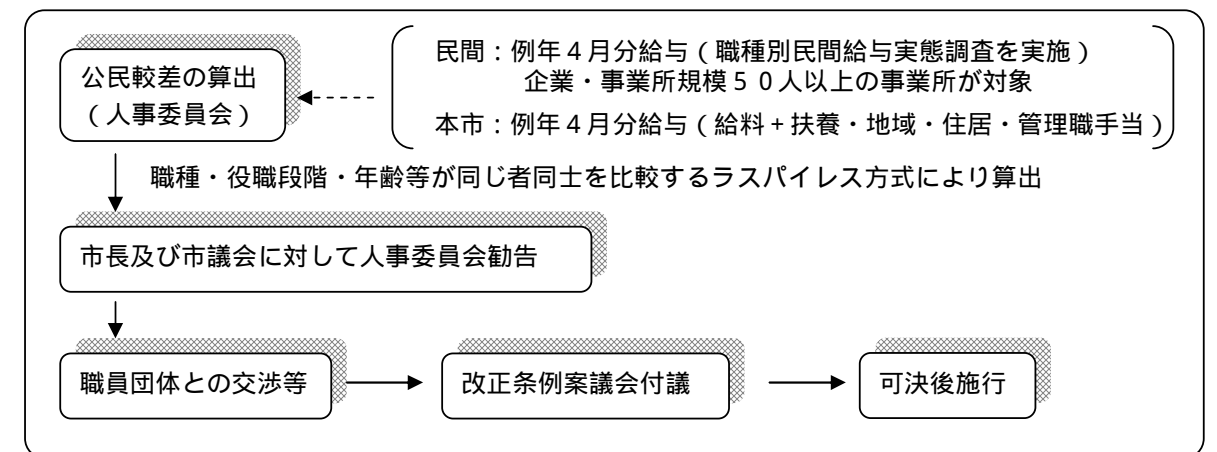 公民較差の算出
（人事委員会）
民間：例年４月分給与（職種別民間給与実態調査を実施）
企業・事業所規模５０人以上の事業所が対象
本市：例年４月分給与（給料＋扶養・地域・住居・管理職手当）
職種・役職段階・年齢等が同じ者同士を比較するラスパイレス方式により算出
市長及び市議会に対して人事委員会勧告
職員団体との交渉等
改正条例案議会付議
可決後施行